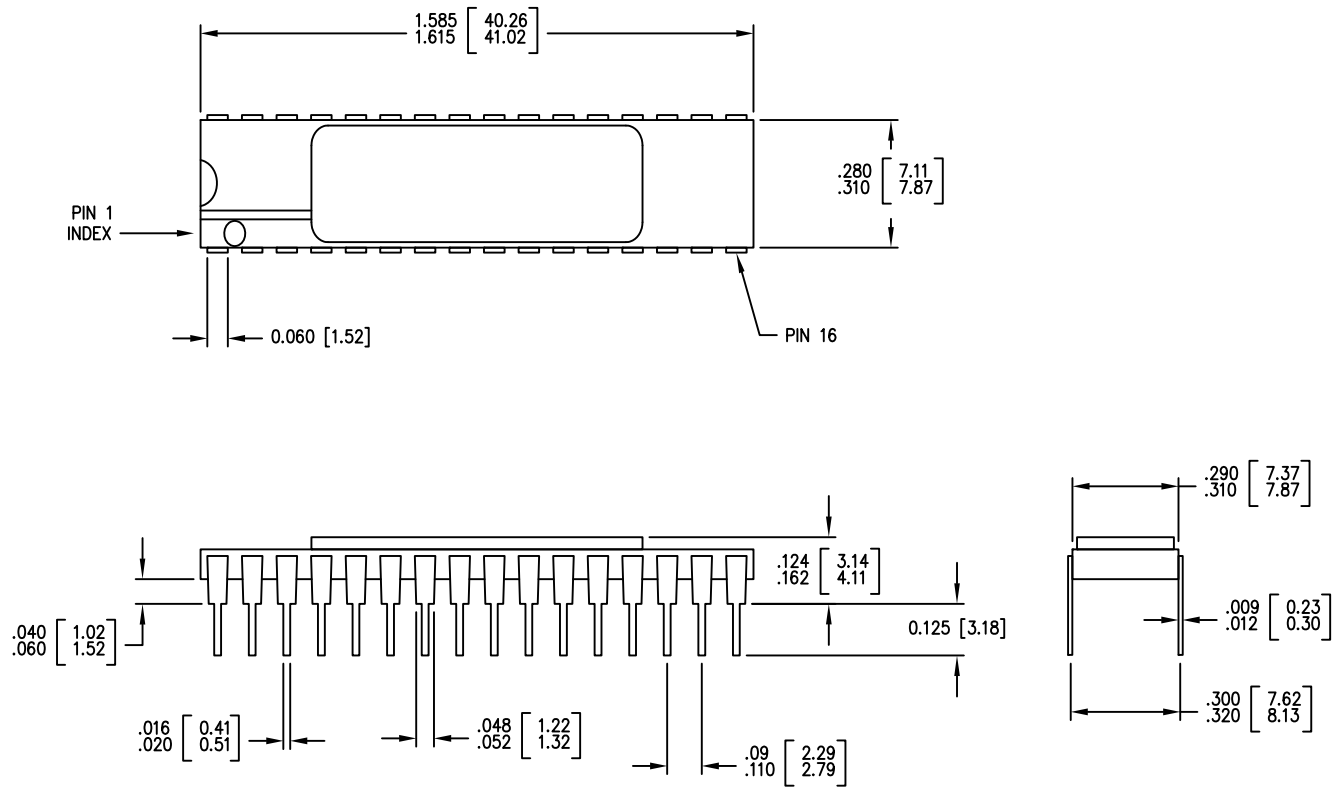 1.585 [ 40.26 ]
1.615 [ 41.02 ]
.280 [ 7.11 ]
.310 [ 7.87 ]
PIN 1
INDEX
0.060 [1.52]
PIN 16
.290 [ 7.37 ]
.310 [ 7.87 ]
.124 [ 3.14 ]
.162 [ 4.11 ]
.040 [ 1.02 ]
.060 [ 1.52 ]
0.125 [3.18]
.009 [ 0.23 ]
.012 [ 0.30 ]
.016 [ 0.41 ]
.020 [ 0.51 ]
.048 [ 1.22 ]
.052 [ 1.32 ]
.09 [ 2.29 ]
.110 [ 2.79 ]
.300 [ 7.62 ]
.320 [ 8.13 ]